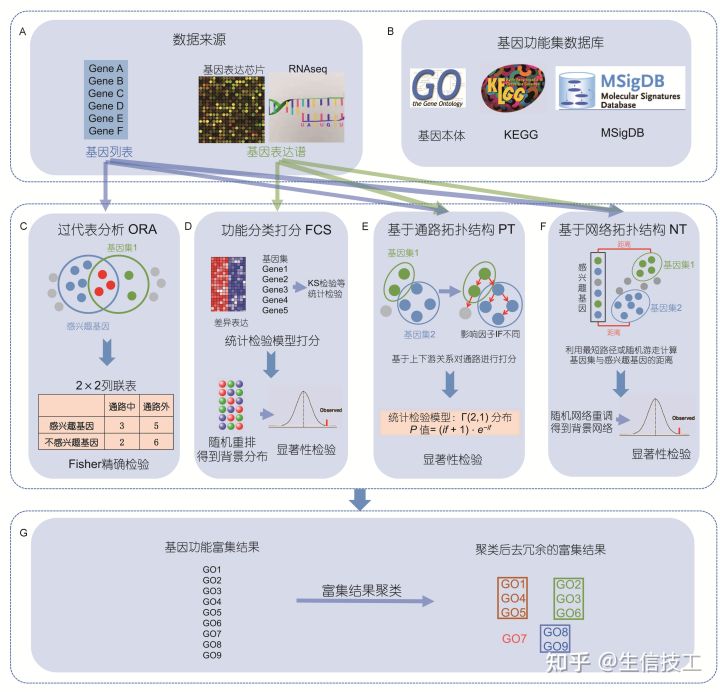 A
数据来源
Gene A
Gene B
Gene C
Gene D
Gene E
Gene F
基因列表
基因表达芯片
RNAseq
基因表达谱
B
基因功能集数据库
GO
the Gene Ontology
基因本体
KEGG
KEGG
MSigDB
Molecular Signatures
Database
MSigDB
C
过代表分析 ORA
基因集1
感兴趣基因
2×2列联表
通路中 通路外
感兴趣基因 3 5
不感兴趣基因 2 6
Fisher精确检验
D
功能分类打分 FCS
差异表达
基因集
Gene1
Gene2
Gene3
Gene4
Gene5
KS检验等
统计检验
统计检验模型打分
随机重排
得到背景分布
Observed
显著性检验
E
基于通路拓扑结构 PT
基因集1
基因集2
影响因子IF不同
基于上下游关系对通路进行打分
统计检验模型：Γ(2,1) 分布
P 值= (if + 1) · e⁻ⁱᶠ
显著性检验
F
基于网络拓扑结构 NT
距离
感兴趣基因
基因集1
基因集2
距离
利用最短路径或随机游走计算
基因集与感兴趣基因的距离
随机网络重调
得到背景网络
Observed
显著性检验
G
基因功能富集结果
GO1
GO2
GO3
GO4
GO5
GO6
GO7
GO8
GO9
富集结果聚类
聚类后去冗余的富集结果
GO1
GO4
GO5
GO2
GO3
GO6
GO7
GO8
GO9
知乎 @生信技工